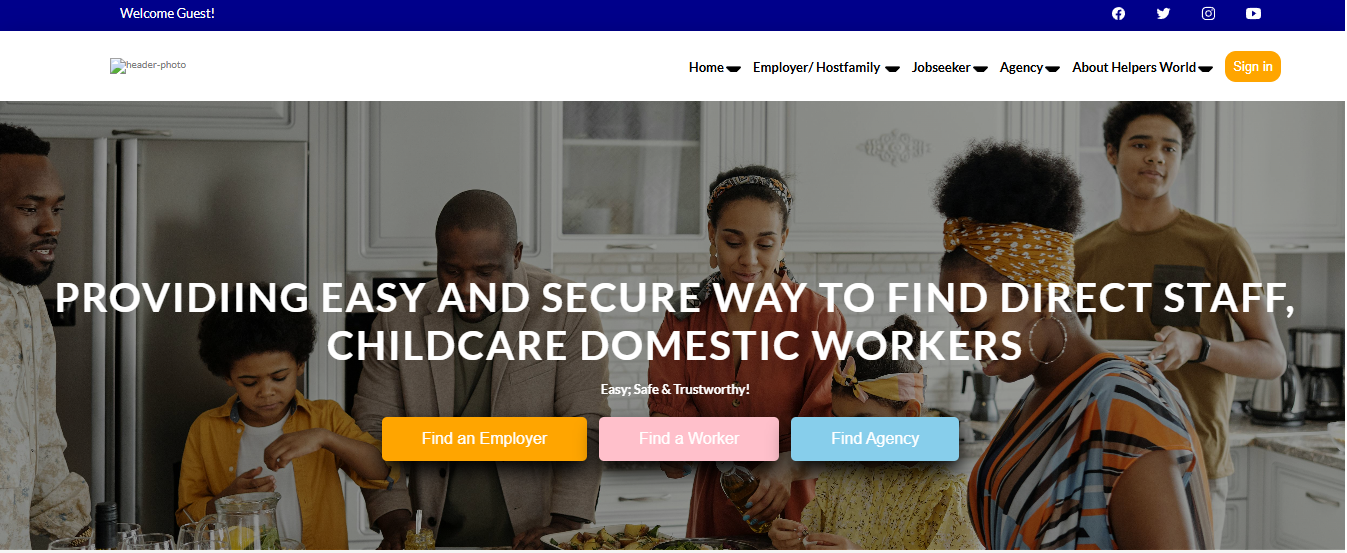 Welcome Guest!
header-photo
Home Employer/ Hostfamily Jobseeker Agency About Helpers World Sign in
PROVIDIING EASY AND SECURE WAY TO FIND DIRECT STAFF,
CHILDCARE DOMESTIC WORKERS
Easy; Safe & Trustworthy!
Find an Employer Find a Worker Find Agency